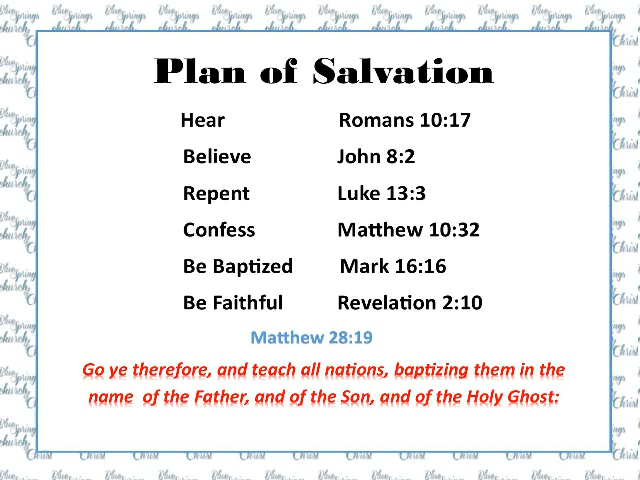 Plan of Salvation
Hear Romans 10:17
Believe John 8:2
Repent Luke 13:3
Confess Matthew 10:32
Be Baptized Mark 16:16
Be Faithful Revelation 2:10
Matthew 28:19
Go ye therefore, and teach all nations, baptizing them in the
name of the Father, and of the Son, and of the Holy Ghost: